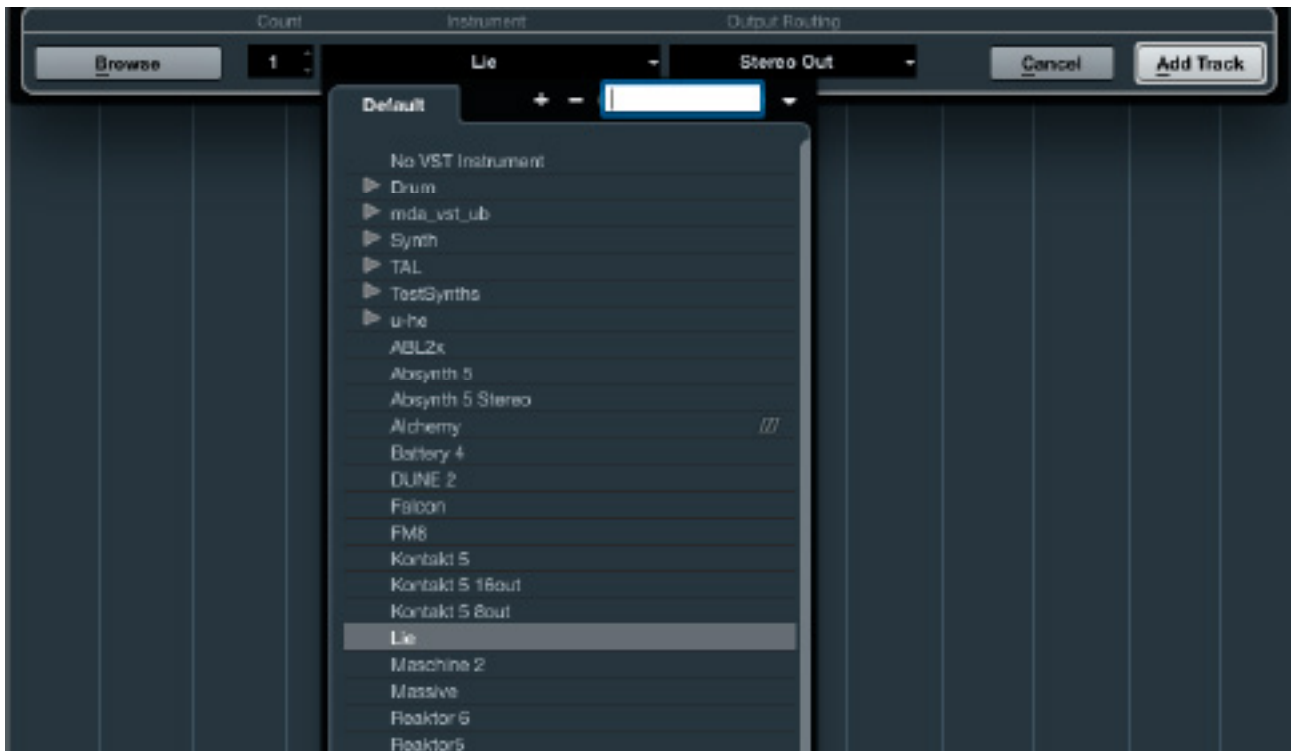 Count Instrument Output Routing
Browse 1 Lie Stereo Out Cancel Add Track
Default + -
No VST Instrument
Drum
mda_vst_ub
Synth
TAL
TestSynths
u-he
ABL2x
Absynth 5
Absynth 5 Stereo
Alchemy ///
Battery 4
DUNE 2
Falcon
FM8
Kontakt 5
Kontakt 5 16out
Kontakt 5 8out
Lie
Maschine 2
Massive
Reaktor 6
Reaktor5